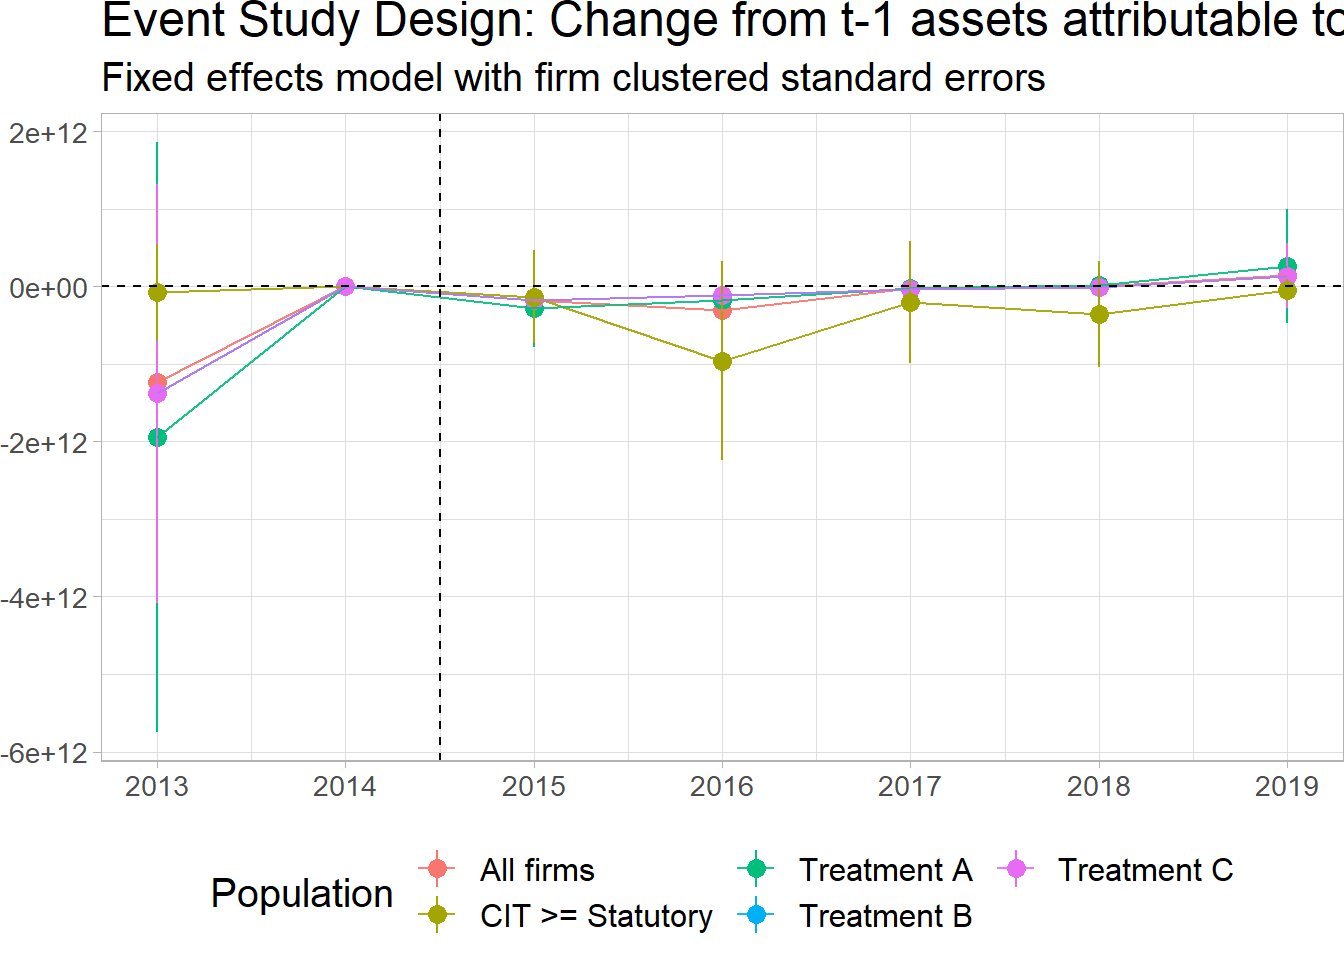 Event Study Design: Change from t-1 assets attributable to
Fixed effects model with firm clustered standard errors
2e+12
0e+00
-2e+12
-4e+12
-6e+12
2013 2014 2015 2016 2017 2018 2019
Population
All firms
CIT >= Statutory
Treatment A
Treatment B
Treatment C